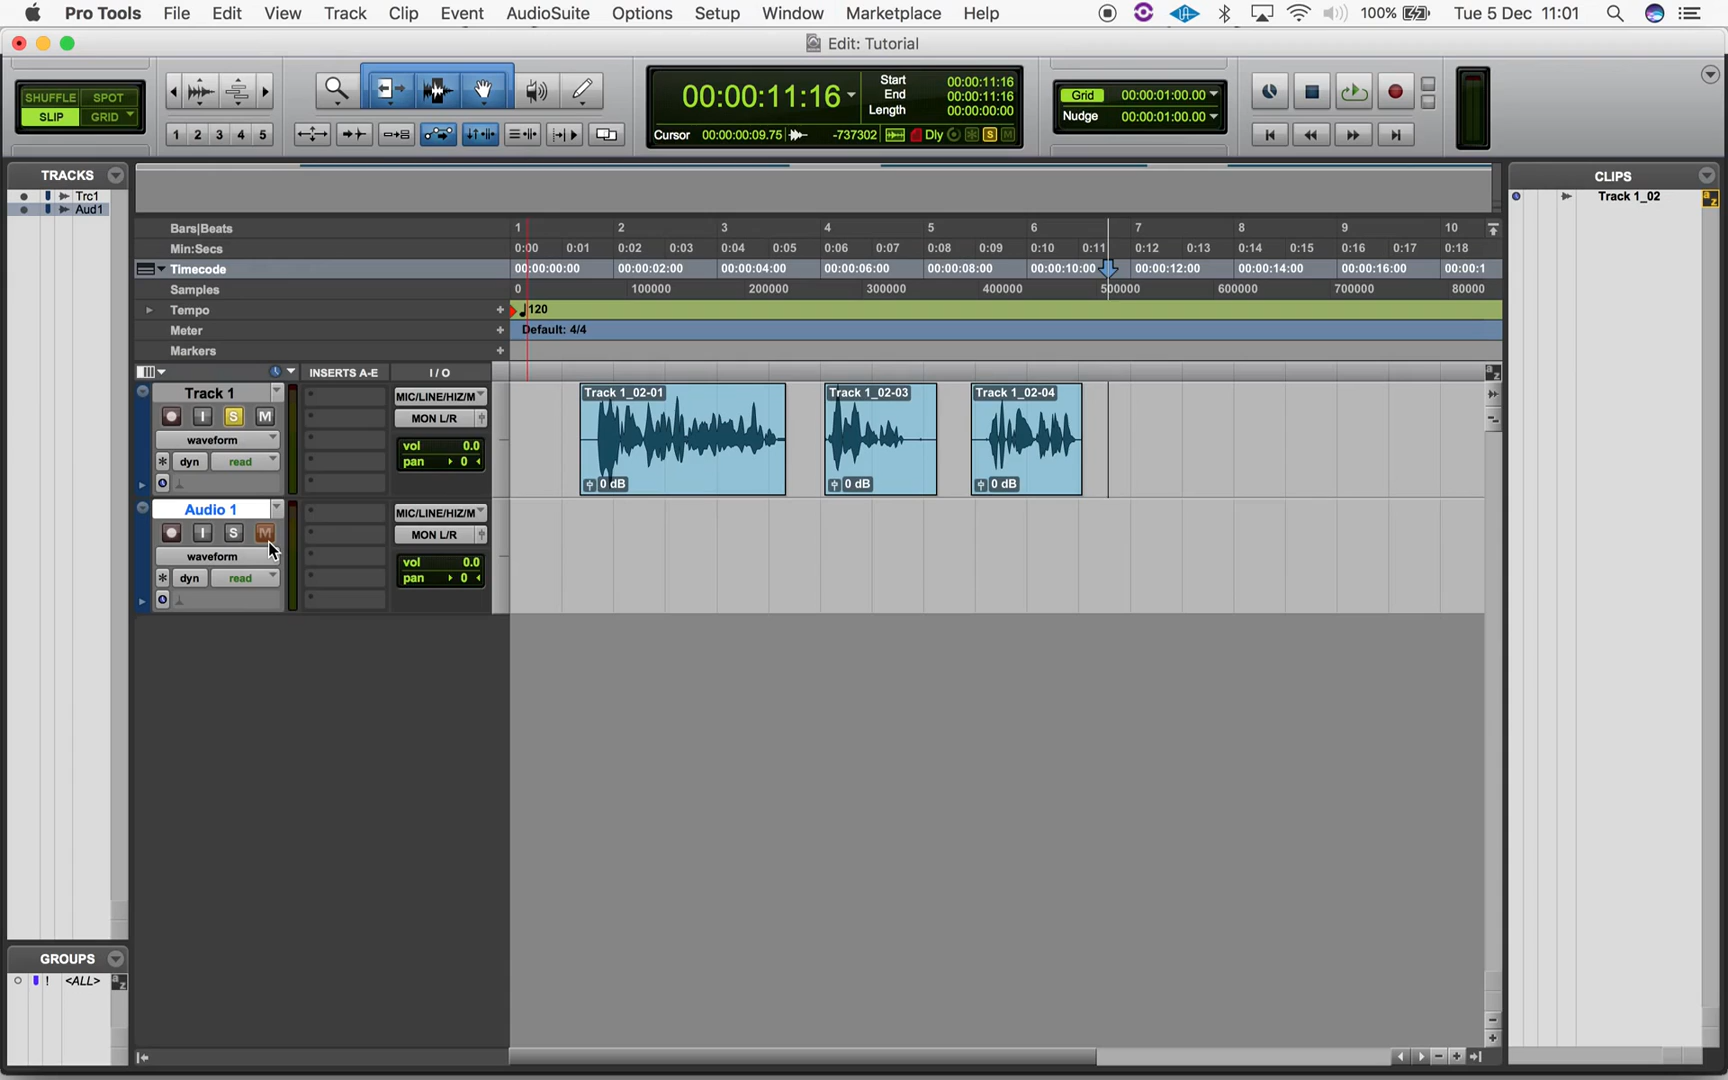 Pro Tools File Edit View Track Clip Event AudioSuite Options Setup Window Marketplace Help 100% Tue 5 Dec 11:01
Edit: Tutorial
SHUFFLE SPOT
SLIP GRID
1 2 3 4 5
00:00:11:16
Start 00:00:11:16
End 00:00:11:16
Length 00:00:00:00
Cursor 00:00:00:09.75 -737302 Dly S M
Grid 00:00:01:00.00
Nudge 00:00:01:00.00
TRACKS
Trc1
Aud1
CLIPS
Track 1_02
Bars|Beats 1 2 3 4 5 6 7 8 9 10
Min:Secs 0:00 0:01 0:02 0:03 0:04 0:05 0:06 0:07 0:08 0:09 0:10 0:11 0:12 0:13 0:14 0:15 0:16 0:17 0:18
Timecode 00:00:00:00 00:00:02:00 00:00:04:00 00:00:06:00 00:00:08:00 00:00:10:00 00:00:12:00 00:00:14:00 00:00:16:00 00:00:1
Samples 0 100000 200000 300000 400000 500000 600000 700000 80000
Tempo + 120
Meter + Default: 4/4
Markers +
INSERTS A-E I / O
Track 1
I S M
waveform
dyn read
MIC/LINE/HIZ/M
MON L/R
vol 0.0
pan 0
Track 1_02-01 Track 1_02-03 Track 1_02-04
0 dB 0 dB 0 dB
Audio 1
I S M
waveform
dyn read
MIC/LINE/HIZ/M
MON L/R
vol 0.0
pan 0
GROUPS
! <ALL>
a z